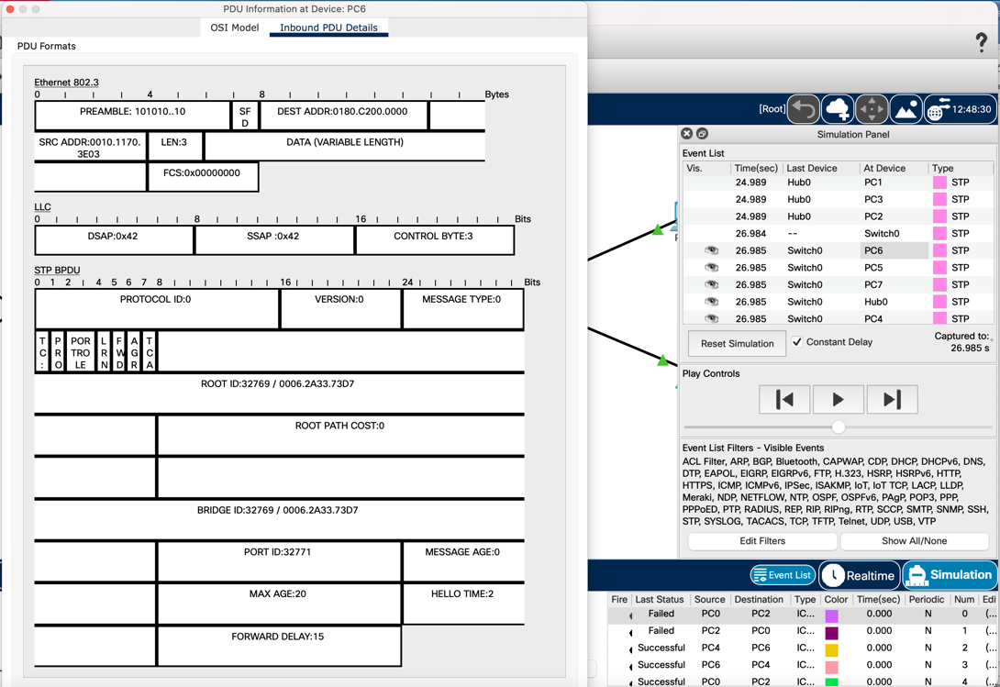 PDU Information at Device: PC6
OSI Model Inbound PDU Details
PDU Formats
Ethernet 802.3
0 4 8 Bytes
PREAMBLE: 101010..10 SF D DEST ADDR:0180.C200.0000
SRC ADDR:0010.1170. 3E03 LEN:3 DATA (VARIABLE LENGTH)
FCS:0x00000000
LLC
0 8 16 Bits
DSAP:0x42 SSAP :0x42 CONTROL BYTE:3
STP BPDU
0 1 2 4 5 6 7 8 16 24 Bits
PROTOCOL ID:0 VERSION:0 MESSAGE TYPE:0
T C : P R O POR TRO LE L R N F W D A G R T C A
ROOT ID:32769 / 0006.2A33.73D7
ROOT PATH COST:0
BRIDGE ID:32769 / 0006.2A33.73D7
PORT ID:32771 MESSAGE AGE:0
MAX AGE:20 HELLO TIME:2
FORWARD DELAY:15
?
[Root] 12:48:30
Simulation Panel
Event List
Vis. Time(sec) Last Device At Device Type
24.989 Hub0 PC1 STP
24.989 Hub0 PC3 STP
24.989 Hub0 PC2 STP
26.984 -- Switch0 STP
26.985 Switch0 PC6 STP
26.985 Switch0 PC5 STP
26.985 Switch0 PC7 STP
26.985 Switch0 Hub0 STP
26.985 Switch0 PC4 STP
Reset Simulation Constant Delay Captured to:
26.985 s
Play Controls
Event List Filters - Visible Events
ACL Filter, ARP, BGP, Bluetooth, CAPWAP, CDP, DHCP, DHCPv6, DNS,
DTP, EAPOL, EIGRP, EIGRPv6, FTP, H.323, HSRP, HSRPv6, HTTP,
HTTPS, ICMP, ICMPv6, IPSec, ISAKMP, IoT, IoT TCP, LACP, LLDP,
Meraki, NDP, NETFLOW, NTP, OSPF, OSPFv6, PAgP, POP3, PPP,
PPPoED, PTP, RADIUS, REP, RIP, RIPng, RTP, SCCP, SMTP, SNMP, SSH,
STP, SYSLOG, TACACS, TCP, TFTP, Telnet, UDP, USB, VTP
Edit Filters Show All/None
Event List Realtime Simulation
Fire Last Status Source Destination Type Color Time(sec) Periodic Num Edi
Failed PC0 PC2 IC... 0.000 N 0 (...
Failed PC2 PC0 IC... 0.000 N 1 (...
Successful PC4 PC6 IC... 0.000 N 2 (...
Successful PC6 PC4 IC... 0.000 N 3 (...
Successful PC0 PC2 IC... 0.000 N 4 (...